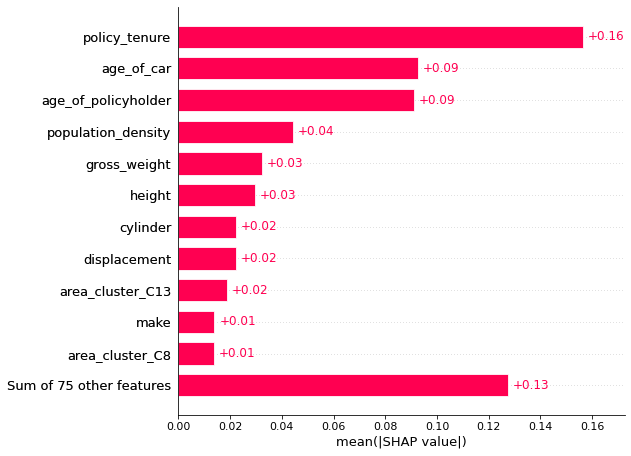 policy_tenure +0.16
age_of_car +0.09
age_of_policyholder +0.09
population_density +0.04
gross_weight +0.03
height +0.03
cylinder +0.02
displacement +0.02
area_cluster_C13 +0.02
make +0.01
area_cluster_C8 +0.01
Sum of 75 other features +0.13
0.00 0.02 0.04 0.06 0.08 0.10 0.12 0.14 0.16
mean(|SHAP value|)